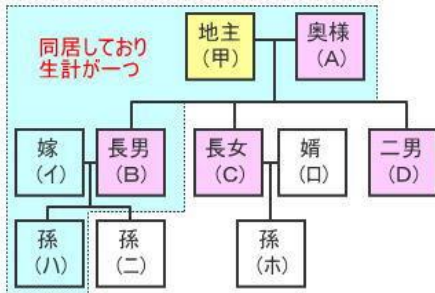 同居しており
生計が一つ
地主
(甲)
奥様
(A)
嫁
(イ)
長男
(B)
長女
(C)
婿
(ロ)
二男
(D)
孫
(ハ)
孫
(ニ)
孫
(ホ)